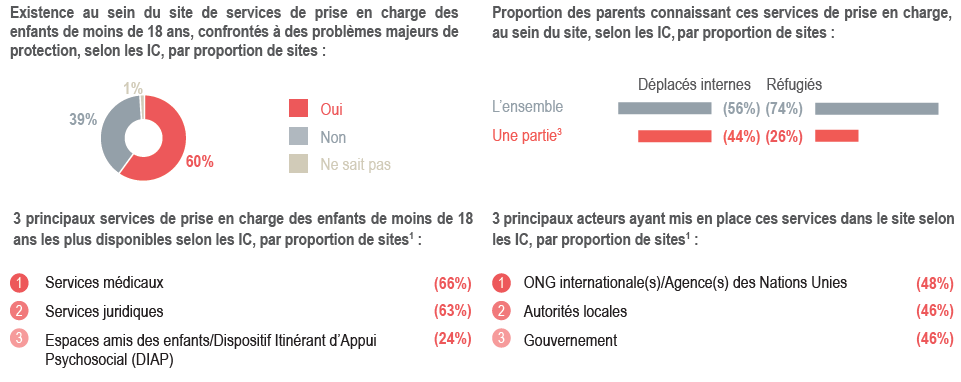 Existence au sein du site de services de prise en charge des
enfants de moins de 18 ans, confrontés à des problèmes majeurs de
protection, selon les IC, par proportion de sites :
1%
39%
60%
Oui
Non
Ne sait pas
Proportion des parents connaissant ces services de prise en charge,
au sein du site, selon les IC, par proportion de sites :
Déplacés internes Réfugiés
L'ensemble (56%) (74%)
Une partie³ (44%) (26%)
3 principaux services de prise en charge des enfants de moins de 18
ans les plus disponibles selon les IC, par proportion de sites¹ :
1 Services médicaux (66%)
2 Services juridiques (63%)
3 Espaces amis des enfants/Dispositif Itinérant d'Appui (24%)
Psychosocial (DIAP)
3 principaux acteurs ayant mis en place ces services dans le site selon
les IC, par proportion de sites¹ :
1 ONG internationale(s)/Agence(s) des Nations Unies (48%)
2 Autorités locales (46%)
3 Gouvernement (46%)